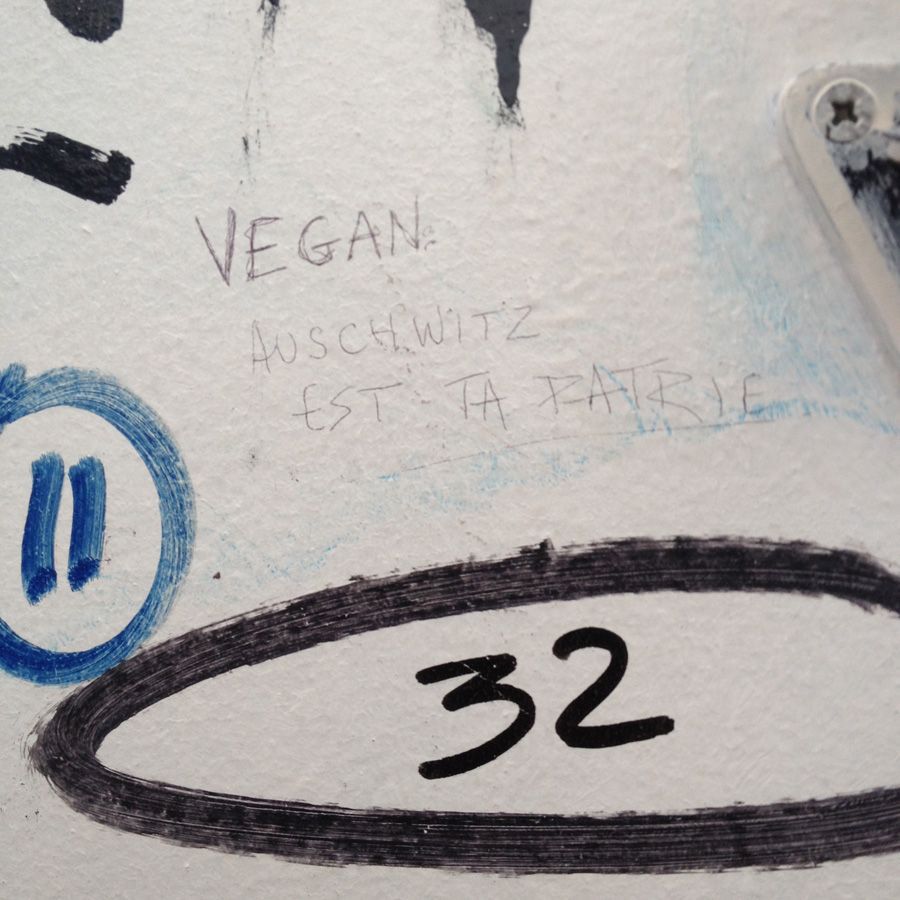 VEGAN
AUSCHWITZ
EST TA PATRIE
11
32